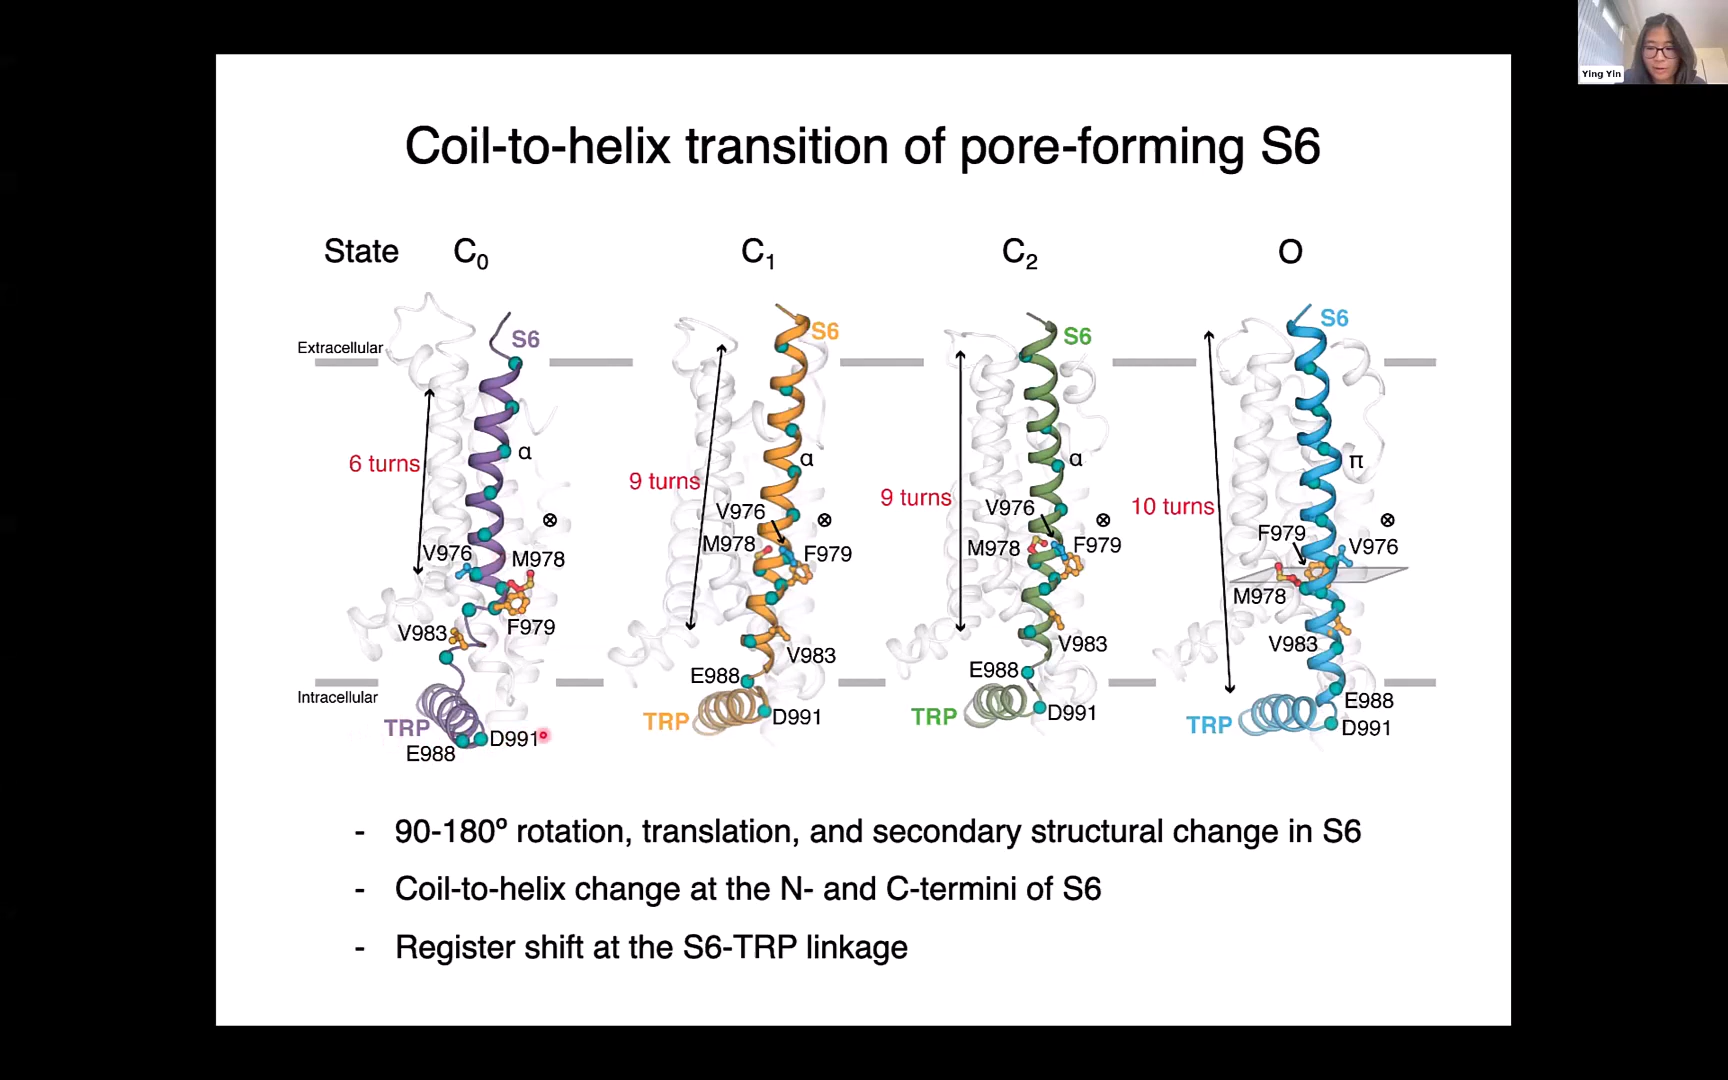 Ying Yin
Coil-to-helix transition of pore-forming S6
State C₀ C₁ C₂ O
S6 S6 S6 S6
Extracellular
6 turns α 9 turns α 9 turns α 10 turns π
V976 M978 F979 V983
V976 M978 F979 V983
V976 M978 F979 V983
F979 V976 M978 V983
Intracellular
TRP E988 D991
E988 TRP D991
E988 TRP D991
TRP E988 D991
- 90-180º rotation, translation, and secondary structural change in S6
- Coil-to-helix change at the N- and C-termini of S6
- Register shift at the S6-TRP linkage